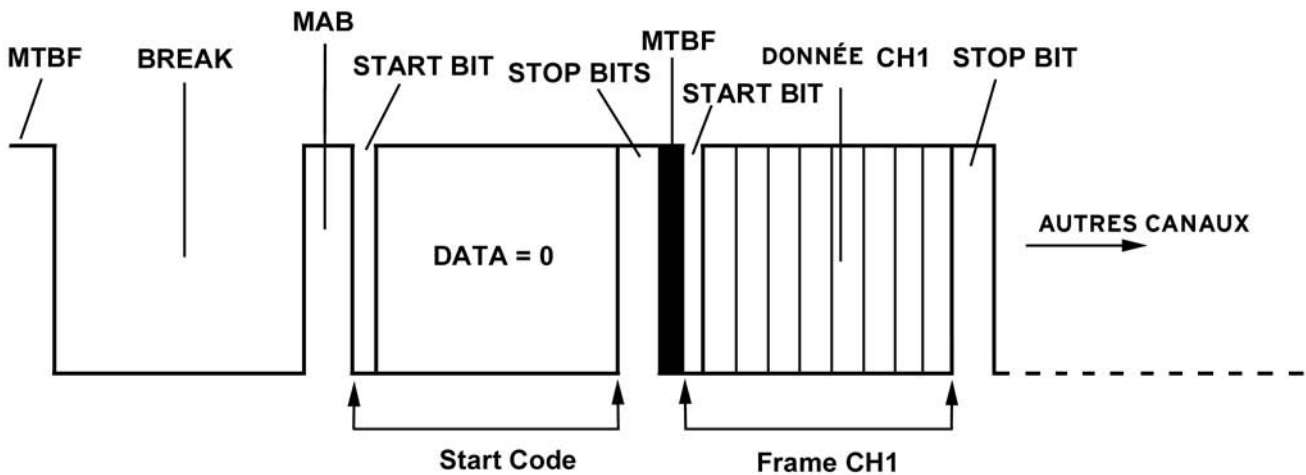 MAB
MTBF
BREAK
START BIT
STOP BITS
MTBF
START BIT
DONNÉE CH1
STOP BIT
DATA = 0
AUTRES CANAUX
Start Code
Frame CH1